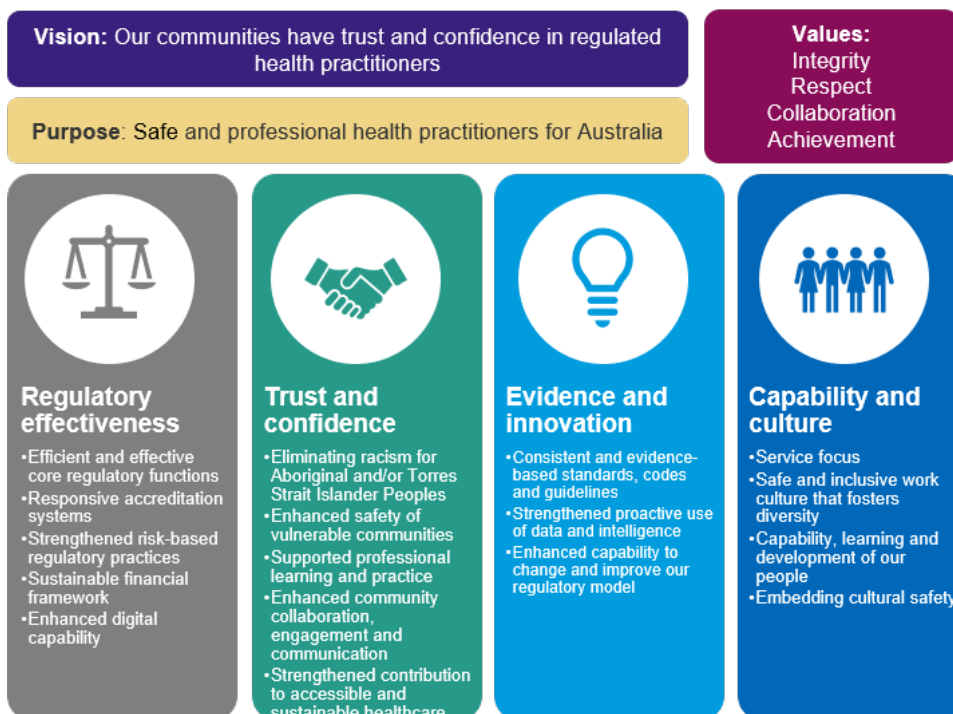 Vision: Our communities have trust and confidence in regulated
health practitioners
Purpose: Safe and professional health practitioners for Australia
Values:
Integrity
Respect
Collaboration
Achievement
Regulatory
effectiveness
•Efficient and effective
core regulatory functions
•Responsive accreditation
systems
•Strengthened risk-based
regulatory practices
•Sustainable financial
framework
•Enhanced digital
capability
Trust and
confidence
•Eliminating racism for
Aboriginal and/or Torres
Strait Islander Peoples
•Enhanced safety of
vulnerable communities
•Supported professional
learning and practice
•Enhanced community
collaboration,
engagement and
communication
•Strengthened contribution
to accessible and
sustainable healthcare
Evidence and
innovation
•Consistent and evidence-
based standards, codes
and guidelines
•Strengthened proactive use
of data and intelligence
•Enhanced capability to
change and improve our
regulatory model
Capability and
culture
•Service focus
•Safe and inclusive work
culture that fosters
diversity
•Capability, learning and
development of our
people
•Embedding cultural safety